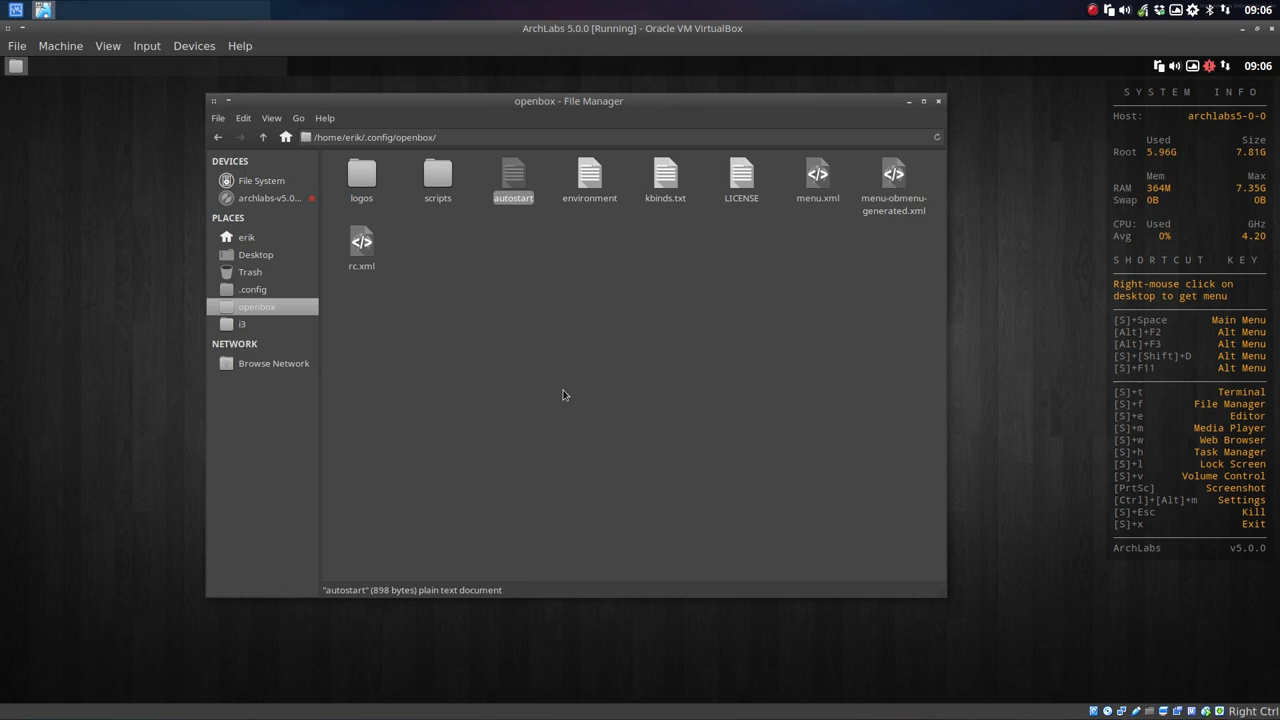 09:06
ArchLabs 5.0.0 [Running] - Oracle VM VirtualBox
File Machine View Input Devices Help
09:06
openbox - File Manager
File Edit View Go Help
/home/erik/.config/openbox/
DEVICES
File System
archlabs-v5.0...
PLACES
erik
Desktop
Trash
.config
openbox
i3
NETWORK
Browse Network
logos
scripts
autostart
environment
kbinds.txt
LICENSE
menu.xml
menu-obmenu-
generated.xml
rc.xml
"autostart" (898 bytes) plain text document
SYSTEM INFO
Host: archlabs5-0-0
Used Size
Root 5.96G 7.81G
Mem Max
RAM 364M 7.35G
Swap 0B 0B
CPU: Used GHz
Avg 0% 4.20
SHORTCUT KEY
Right-mouse click on
desktop to get menu
[S]+Space Main Menu
[Alt]+F2 Alt Menu
[Alt]+F3 Alt Menu
[S]+[Shift]+D Alt Menu
[S]+F11 Alt Menu
[S]+t Terminal
[S]+f File Manager
[S]+e Editor
[S]+m Media Player
[S]+w Web Browser
[S]+h Task Manager
[S]+l Lock Screen
[S]+v Volume Control
[PrtSc] Screenshot
[Ctrl]+[Alt]+m Settings
[S]+Esc Kill
[S]+x Exit
ArchLabs v5.0.0
Right Ctrl